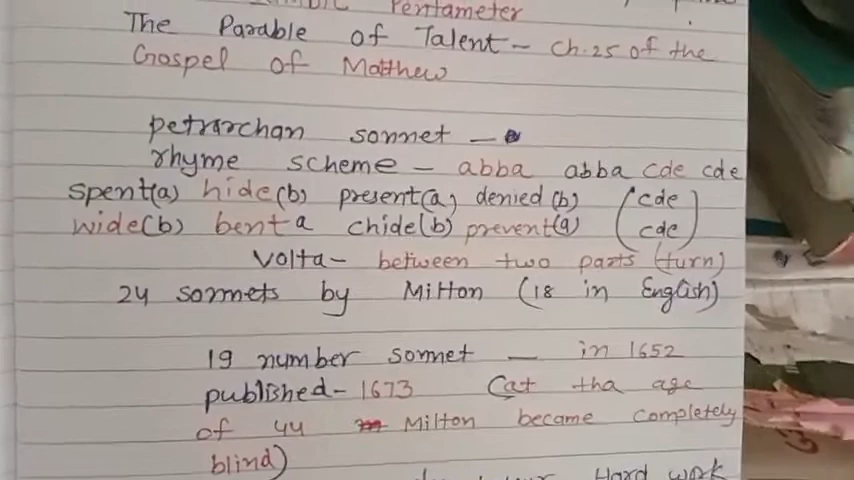 Pentameter
The Parable of Talent - Ch.25 of the
Gospel of Matthew
petrarchan sonnet -
rhyme scheme - abba abba cde cde
spent(a) hide(b) present(a) denied(b) (cde
wide(b) bent a chide(b) prevent(a) cde)
Volta- between two parts (turn)
24 sonnets by Milton (18 in English)
19 number sonnet - in 1652
published- 1673 (at tha age
of 44 Milton became completely
blind)
Hard work